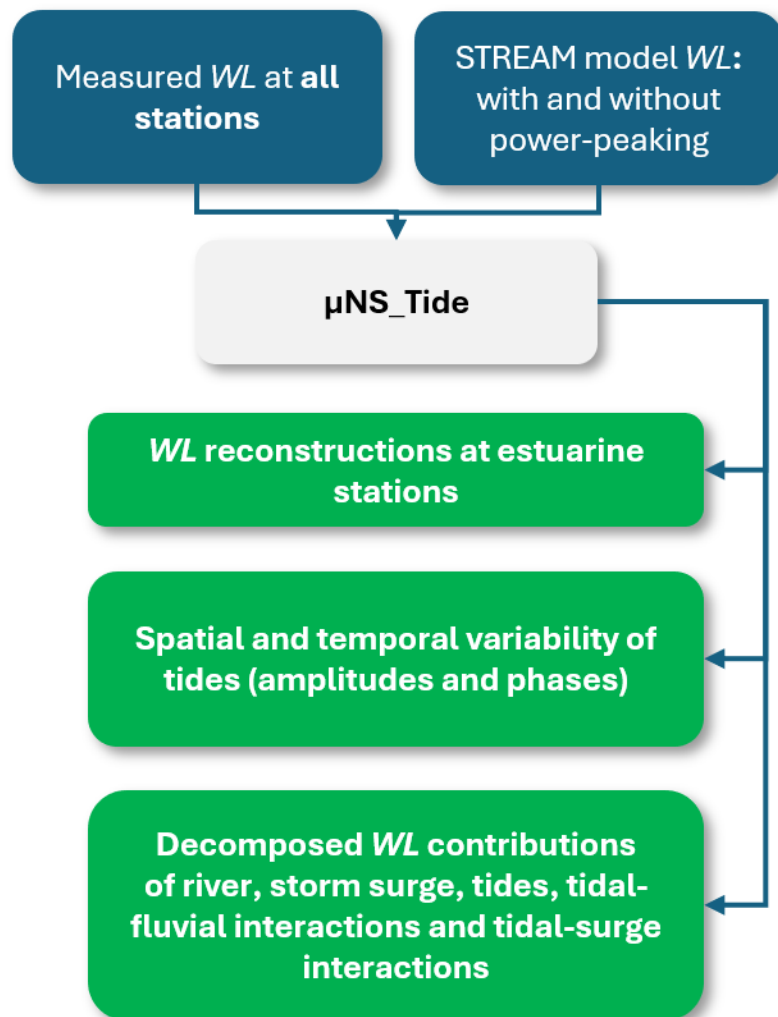 Measured WL at all
stations
STREAM model WL:
with and without
power-peaking
µNS_Tide
WL reconstructions at estuarine
stations
Spatial and temporal variability of
tides (amplitudes and phases)
Decomposed WL contributions
of river, storm surge, tides, tidal-
fluvial interactions and tidal-surge
interactions